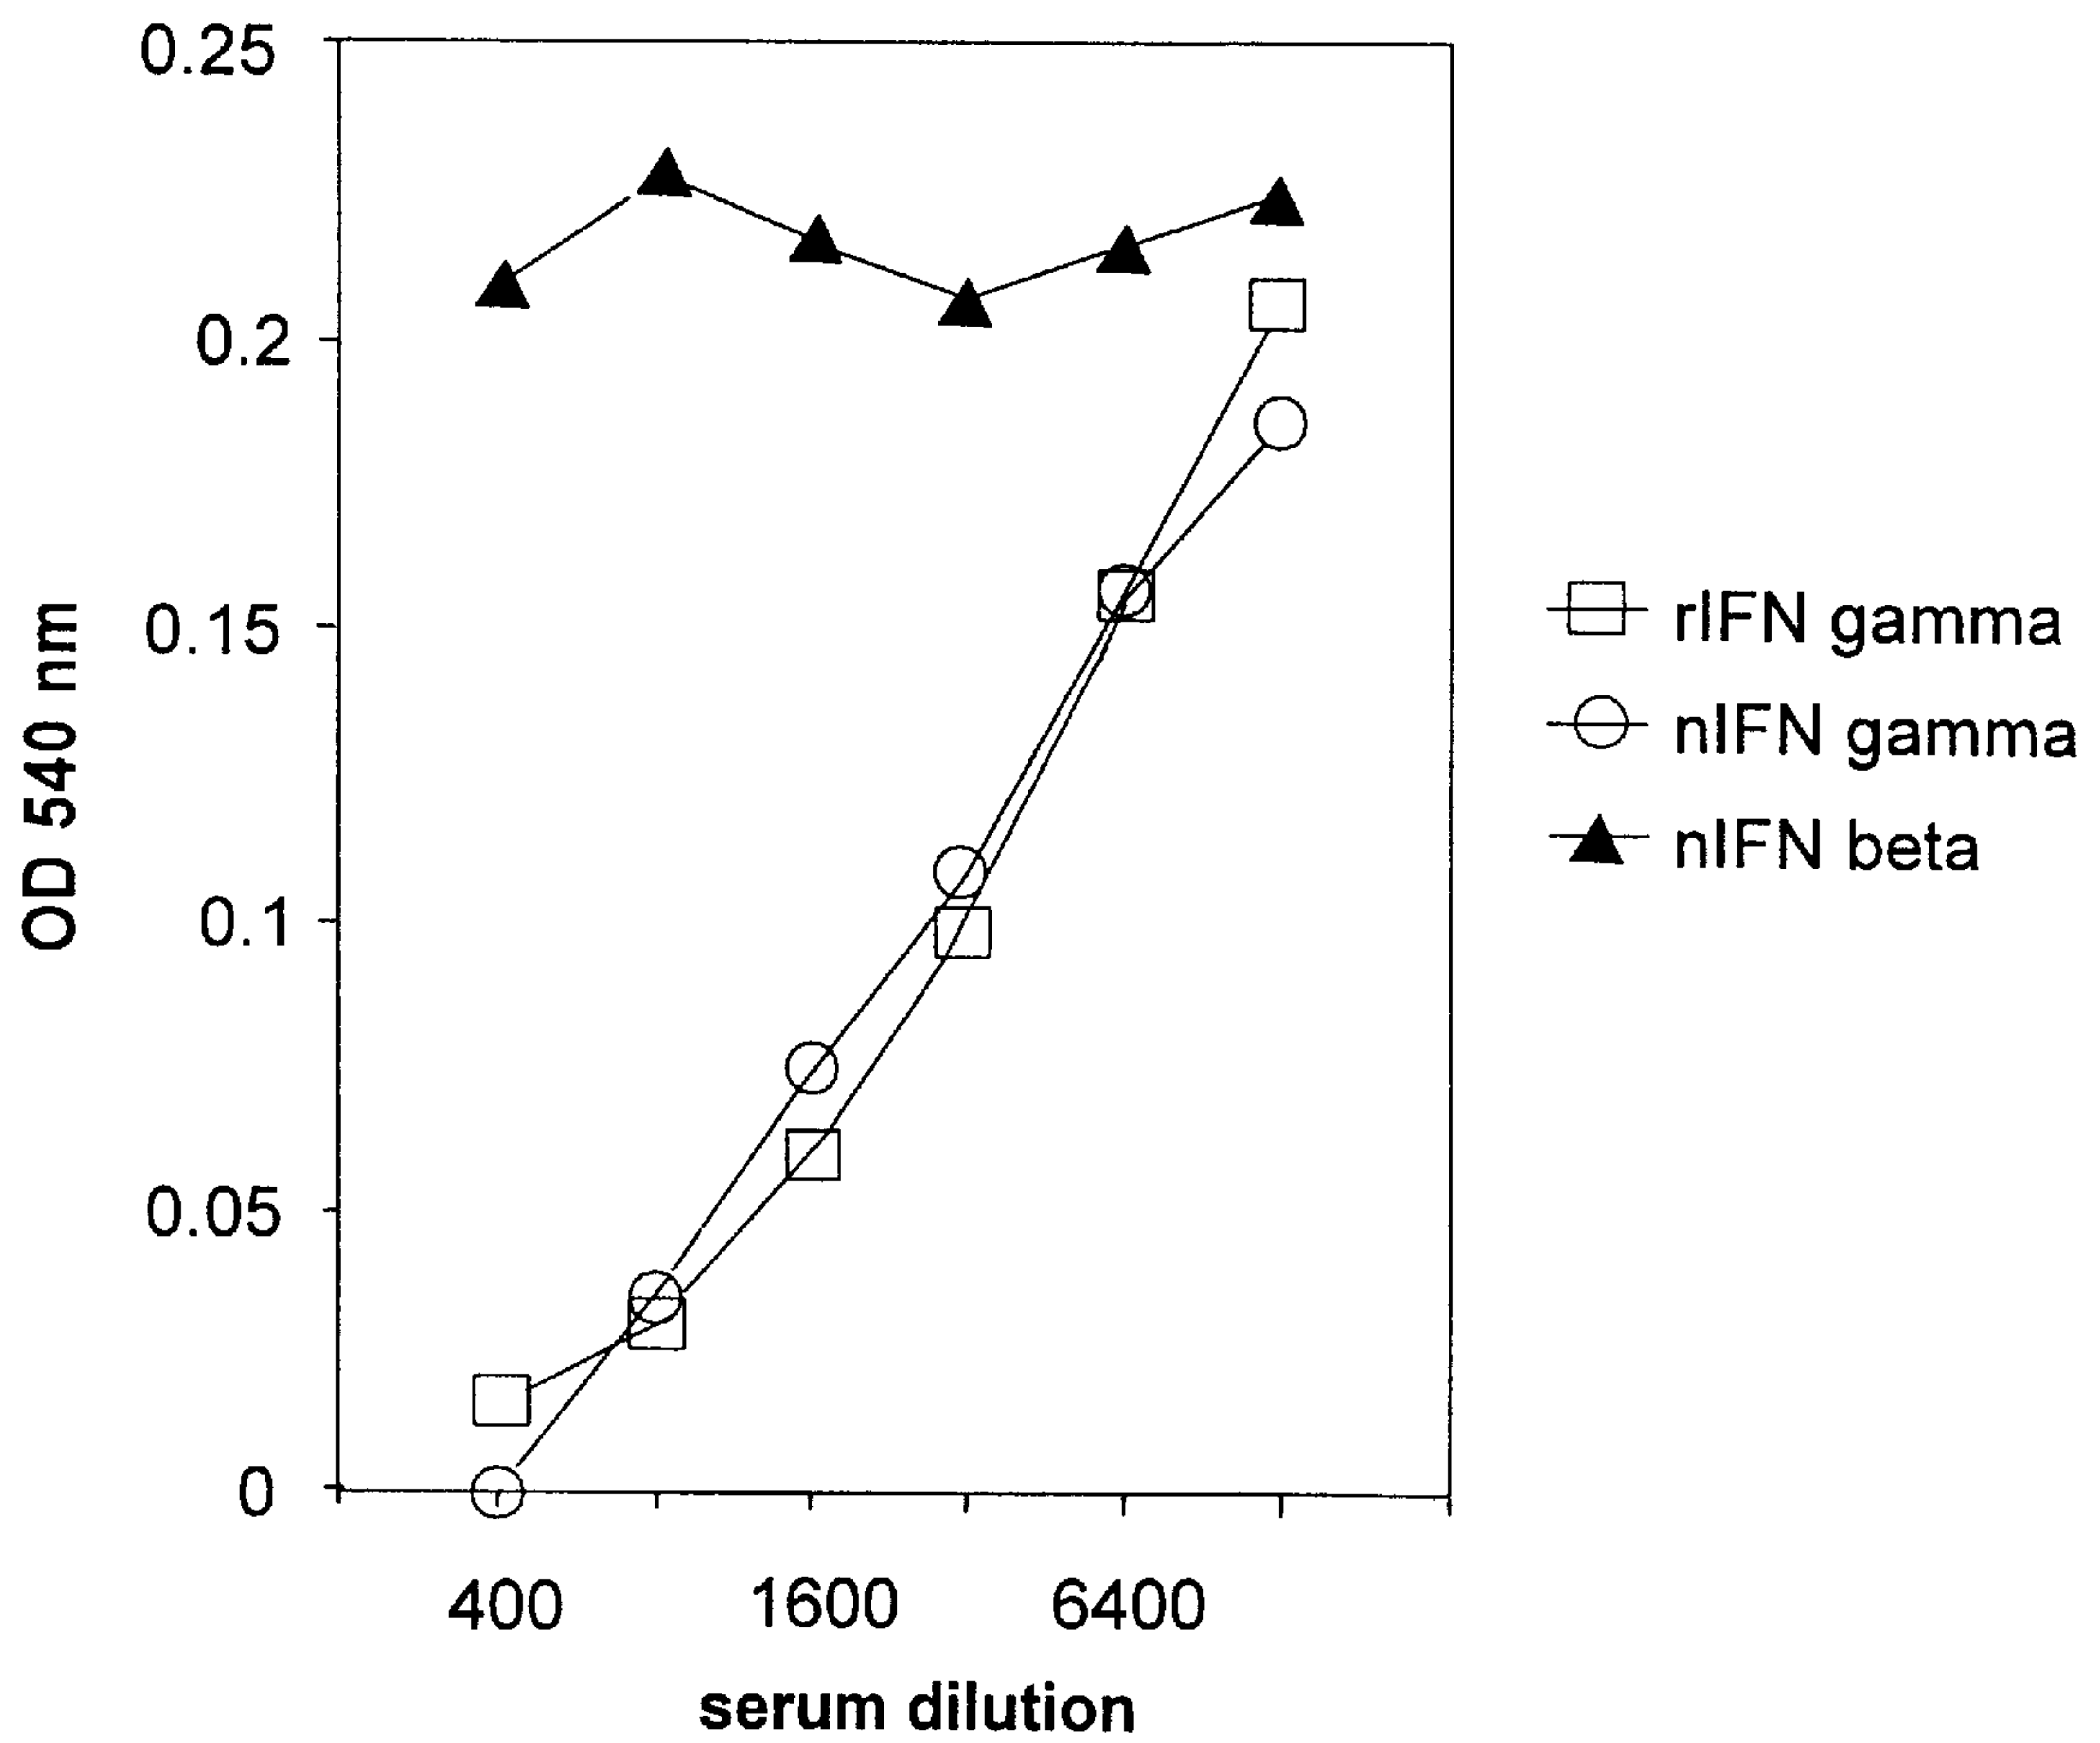 0.25
0.2
0.15
0.1
0.05
0
OD 540 nm
400 1600 6400
serum dilution
rIFN gamma
nIFN gamma
nIFN beta